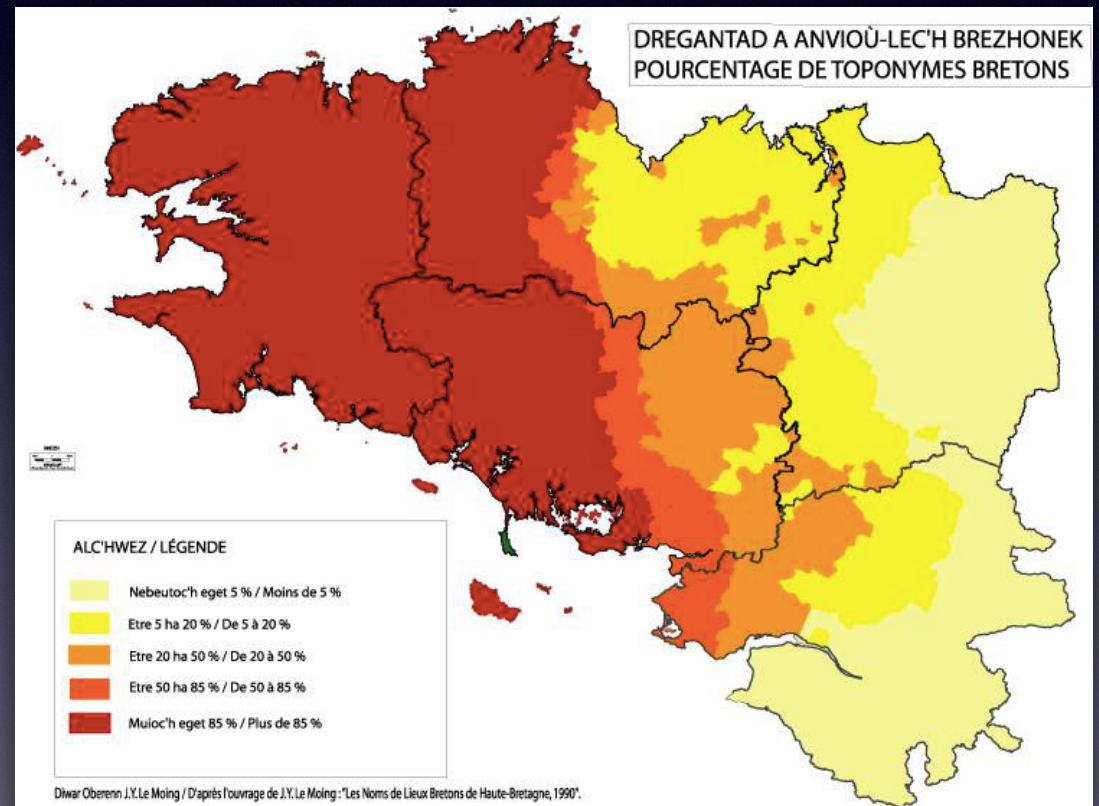 DREGANTAD A ANVIOÙ-LEC'H BREZHONEK
POURCENTAGE DE TOPONYMES BRETONS
ALC'HWEZ / LÉGENDE
Nebeutoc'h eget 5 % / Moins de 5 %
Etre 5 ha 20 % / De 5 à 20 %
Etre 20 ha 50 % / De 20 à 50 %
Etre 50 ha 85 % / De 50 à 85 %
Muioc'h eget 85 % / Plus de 85 %
Diwar Oberenn J.Y. Le Moing / D'après l'ouvrage de J.Y. Le Moing : "Les Noms de Lieux Bretons de Haute-Bretagne, 1990".